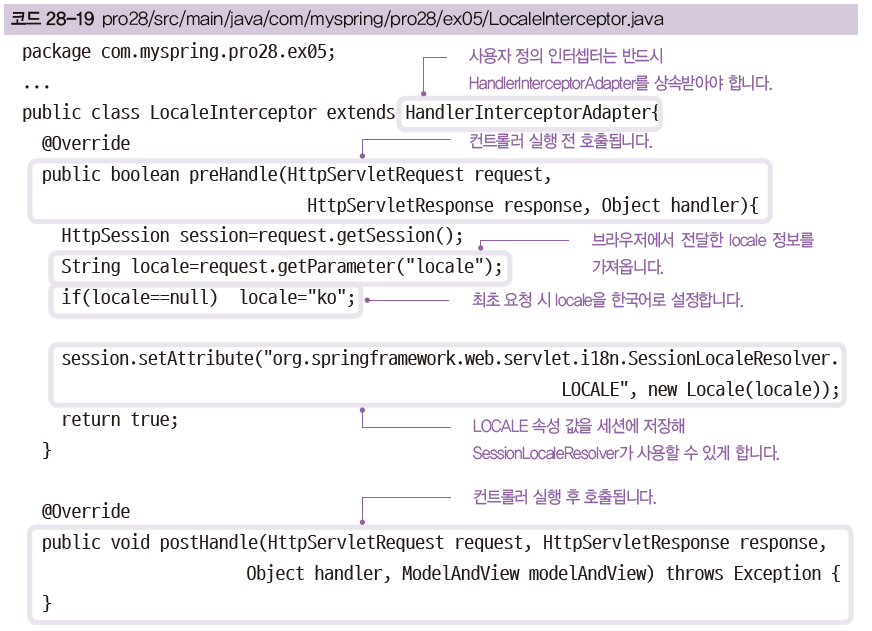 코드 28-19 pro28/src/main/java/com/myspring/pro28/ex05/LocaleInterceptor.java
package com.myspring.pro28.ex05;
사용자 정의 인터셉터는 반드시
HandlerInterceptorAdapter를 상속받아야 합니다.
...
public class LocaleInterceptor extends HandlerInterceptorAdapter{
@Override
컨트롤러 실행 전 호출됩니다.
public boolean preHandle(HttpServletRequest request,
HttpServletResponse response, Object handler){
HttpSession session=request.getSession();
브라우저에서 전달한 locale 정보를
가져옵니다.
String locale=request.getParameter("locale");
if(locale==null) locale="ko";
최초 요청 시 locale을 한국어로 설정합니다.
session.setAttribute("org.springframework.web.servlet.i18n.SessionLocaleResolver.
LOCALE", new Locale(locale));
return true;
LOCALE 속성 값을 세션에 저장해
SessionLocaleResolver가 사용할 수 있게 합니다.
}
컨트롤러 실행 후 호출됩니다.
@Override
public void postHandle(HttpServletRequest request, HttpServletResponse response,
Object handler, ModelAndView modelAndView) throws Exception {
}